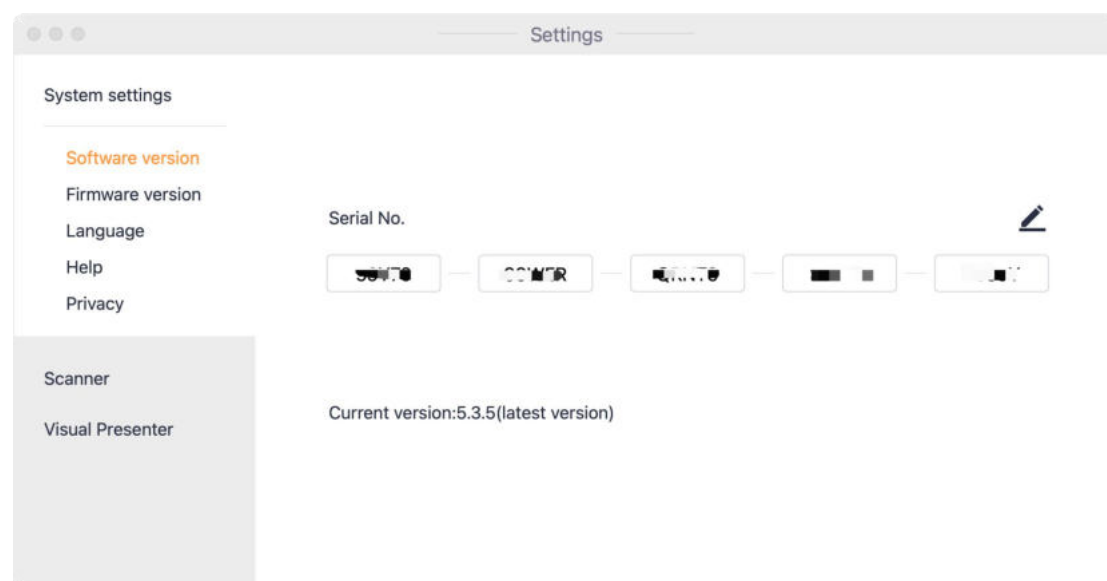 Settings
System settings
Software version
Firmware version
Language
Help
Privacy
Scanner
Visual Presenter
Serial No.
Current version:5.3.5(latest version)